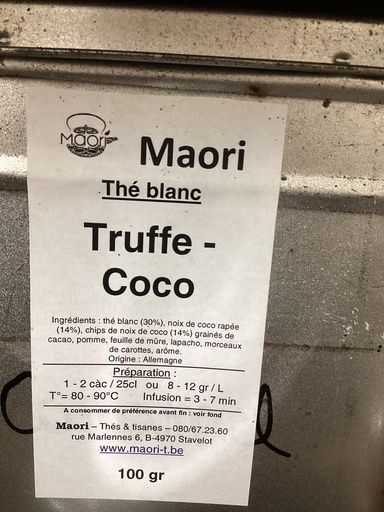 Maori
Maori
Thé blanc
Truffe -
Coco
Ingrédients : thé blanc (30%), noix de coco rapée
(14%), chips de noix de coco (14%) grainés de
cacao, pomme, feuille de mûre, lapacho, morceaux
de carottes, arôme.
Origine : Allemagne
Préparation :
1 - 2 càc / 25cl ou 8 - 12 gr / L
T°= 80 - 90°C Infusion = 3 - 7 min
A consommer de préférence avant fin : voir fond
Maori – Thés & tisanes – 080/67.23.60
rue Marlennes 6, B-4970 Stavelot
www.maori-t.be
100 gr